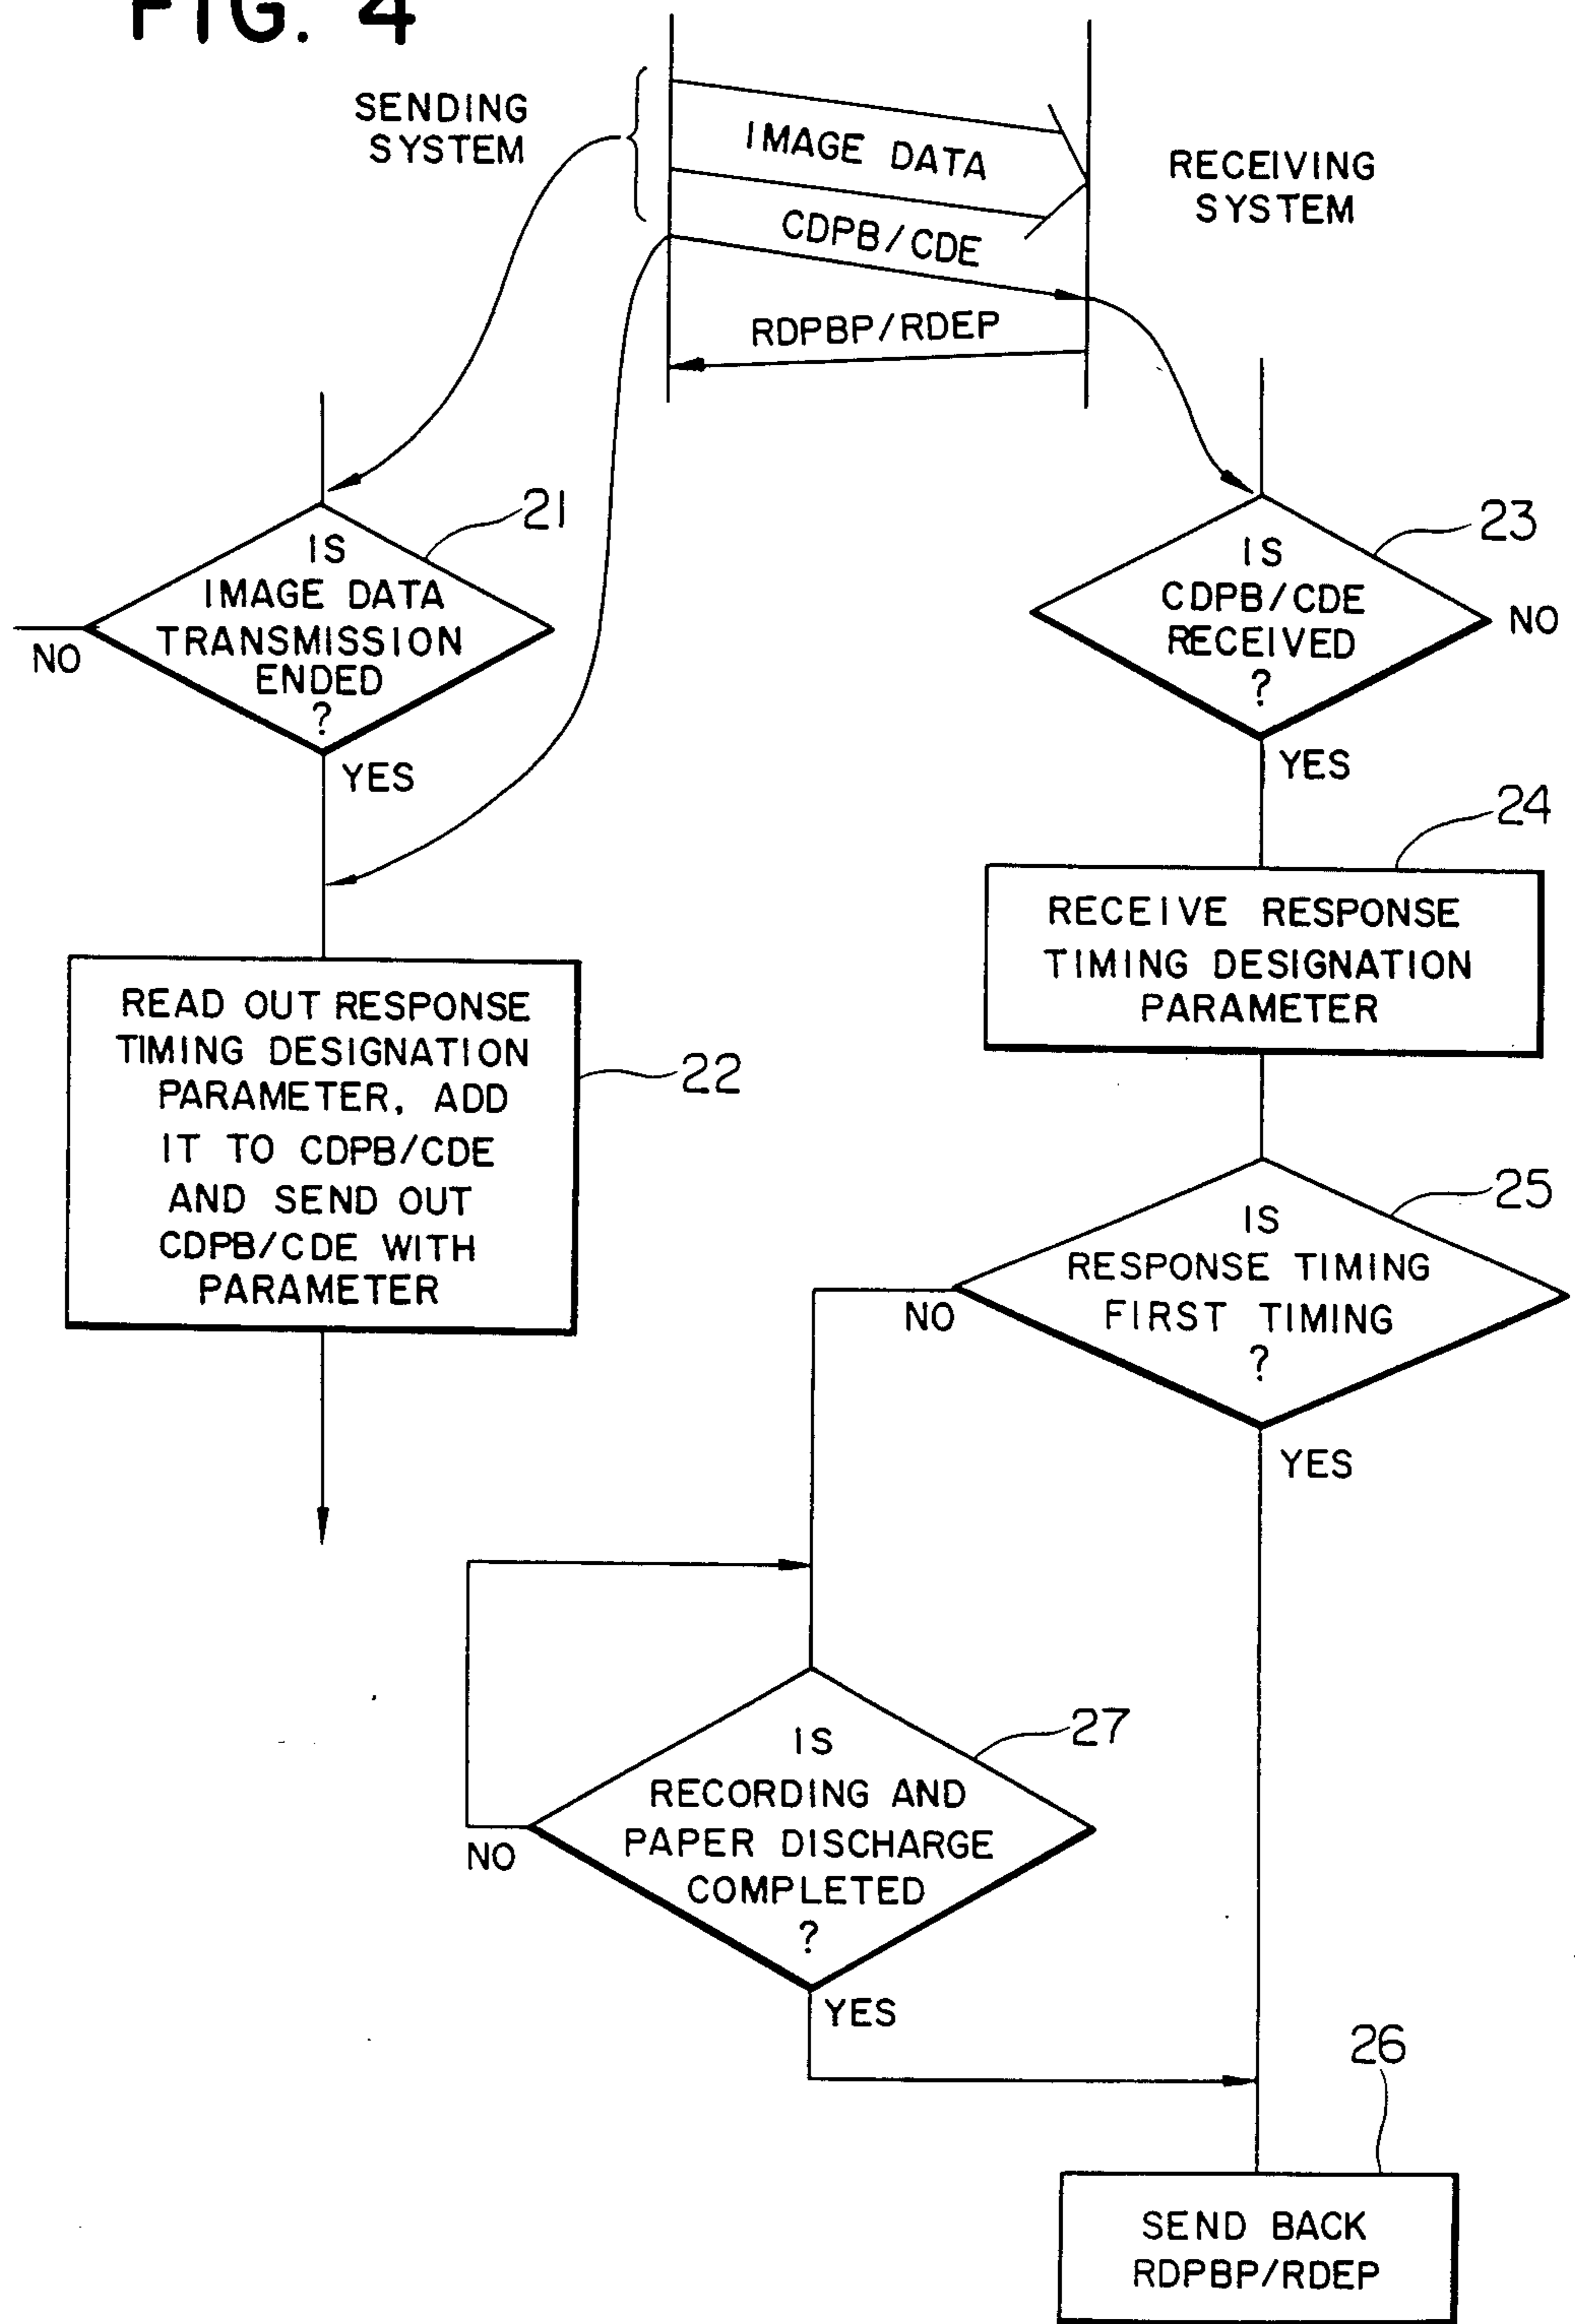 FIG. 4
SENDING
SYSTEM
IMAGE DATA
RECEIVING
SYSTEM
CDPB/CDE
RDPBP/RDEP
21
IS
IMAGE DATA
TRANSMISSION
ENDED
?
NO
YES
23
IS
CDPB/CDE
RECEIVED
?
NO
YES
24
RECEIVE RESPONSE
TIMING DESIGNATION
PARAMETER
READ OUT RESPONSE
TIMING DESIGNATION
PARAMETER, ADD
IT TO CDPB/CDE
AND SEND OUT
CDPB/CDE WITH
PARAMETER
22
25
IS
RESPONSE TIMING
FIRST TIMING
?
NO
YES
27
IS
RECORDING AND
PAPER DISCHARGE
COMPLETED
?
NO
YES
26
SEND BACK
RDPBP/RDEP